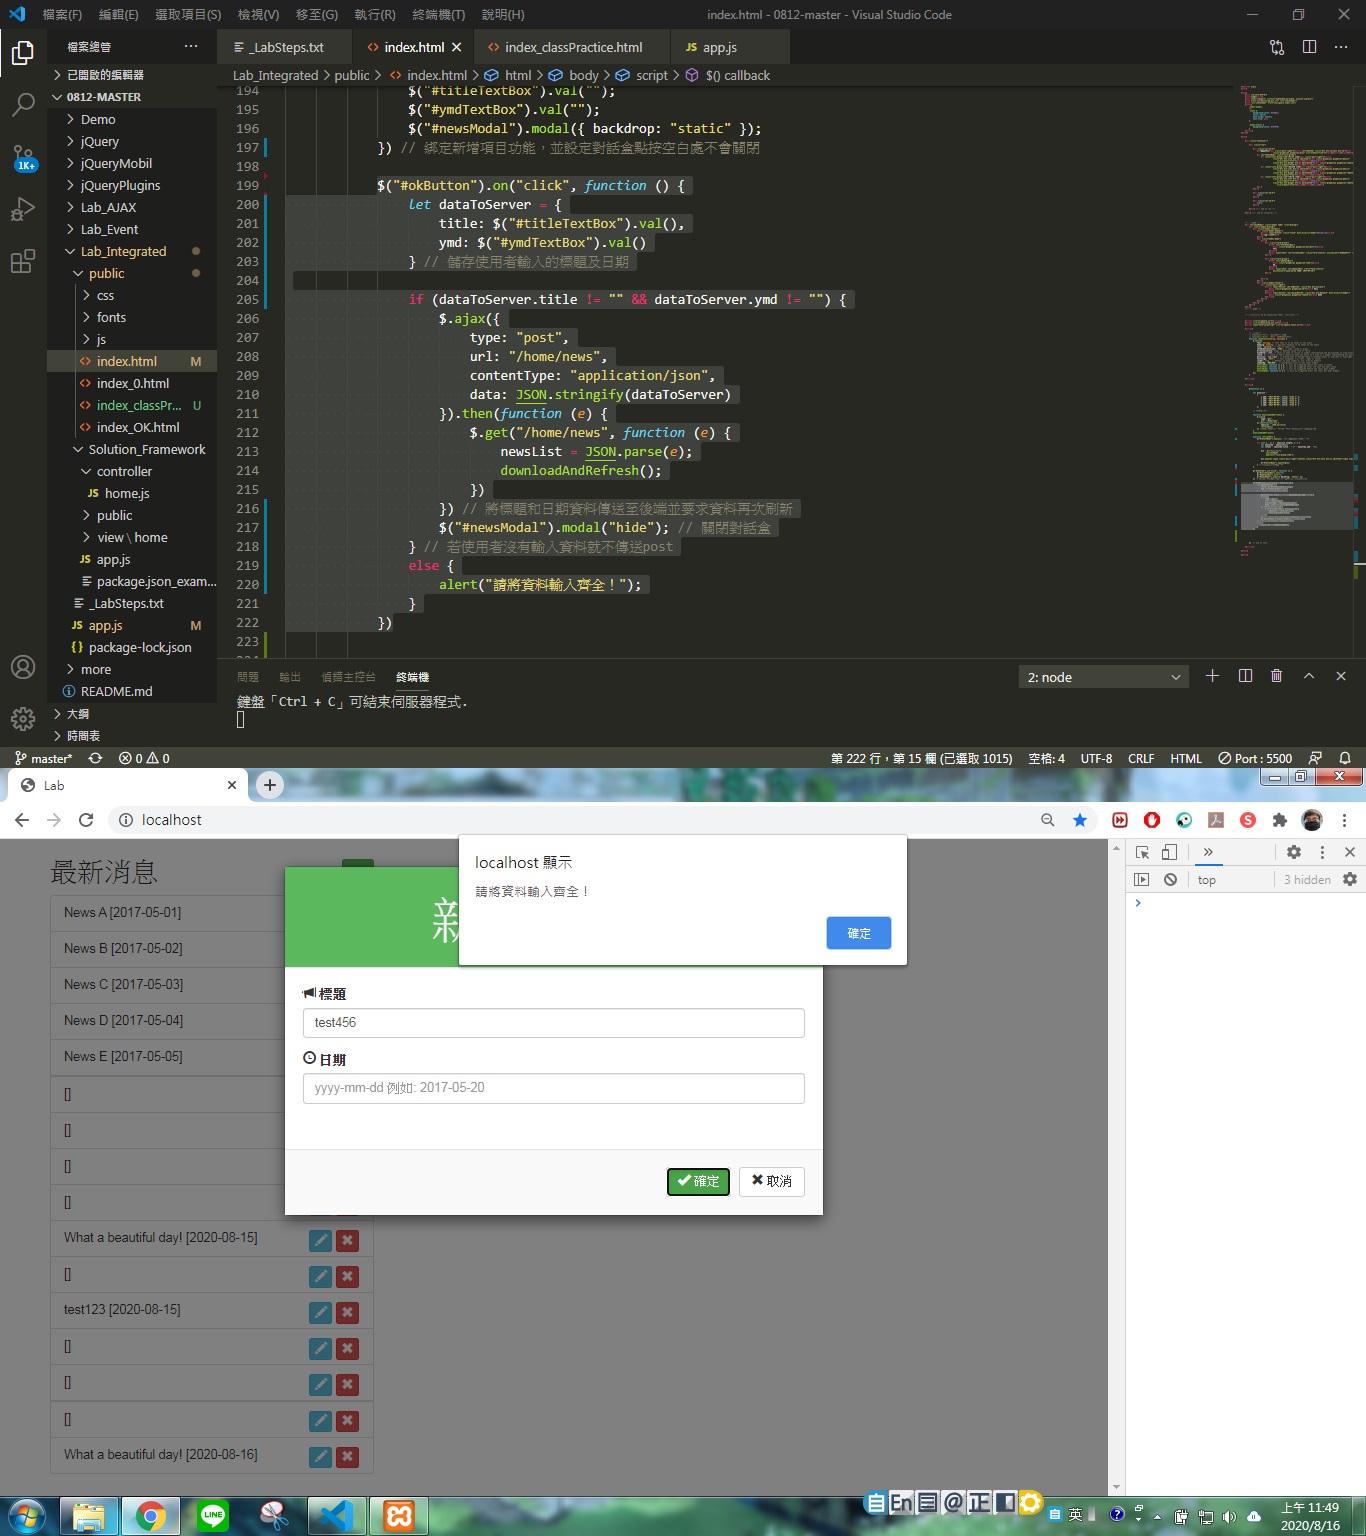 檔案(F) 編輯(E) 選取項目(S) 檢視(V) 移至(G) 執行(R) 終端機(T) 說明(H) index.html - 0812-master - Visual Studio Code
檔案總管
_LabSteps.txt index.html index_classPractice.html app.js
已開啟的編輯器
Lab_Integrated > public > index.html > html > body > script > $() callback
0812-MASTER
Demo
jQuery
jQueryMobil
jQueryPlugins
Lab_AJAX
Lab_Event
Lab_Integrated
public
css
fonts
js
index.html M
index_0.html
index_classPr... U
index_OK.html
Solution_Framework
controller
home.js
public
view \ home
app.js
package.json_exam...
_LabSteps.txt
app.js M
package-lock.json
more
README.md
大綱
時間表
1K+
194 $("#titleTextBox").val("");
195 $("#ymdTextBox").val("");
196 $("#newsModal").modal({ backdrop: "static" });
197 }) // 綁定新增項目功能，並設定對話盒點按空白處不會關閉
198
199 $("#okButton").on("click", function () {
200 let dataToServer = {
201 title: $("#titleTextBox").val(),
202 ymd: $("#ymdTextBox").val()
203 } // 儲存使用者輸入的標題及日期
204
205 if (dataToServer.title != "" && dataToServer.ymd != "") {
206 $.ajax({
207 type: "post",
208 url: "/home/news",
209 contentType: "application/json",
210 data: JSON.stringify(dataToServer)
211 }).then(function (e) {
212 $.get("/home/news", function (e) {
213 newsList = JSON.parse(e);
214 downloadAndRefresh();
215 })
216 }) // 將標題和日期資料傳送至後端並要求資料再次刷新
217 $("#newsModal").modal("hide"); // 關閉對話盒
218 } // 若使用者沒有輸入資料就不傳送post
219 else {
220 alert("請將資料輸入齊全！");
221 }
222 })
223
問題 輸出 偵錯主控台 終端機 2: node
鍵盤「Ctrl + C」可結束伺服器程式.
master* 0 0 第 222 行，第 15 欄 (已選取 1015) 空格: 4 UTF-8 CRLF HTML Port : 5500
Lab
localhost
最新消息
News A [2017-05-01]
News B [2017-05-02]
News C [2017-05-03]
News D [2017-05-04]
News E [2017-05-05]
[]
[]
[]
[]
What a beautiful day! [2020-08-15]
[]
test123 [2020-08-15]
[]
[]
[]
What a beautiful day! [2020-08-16]
localhost 顯示
請將資料輸入齊全！
確定
標題
test456
日期
yyyy-mm-dd 例如: 2017-05-20
確定 取消
top 3 hidden
LINE
En 正
英
上午 11:49
2020/8/16